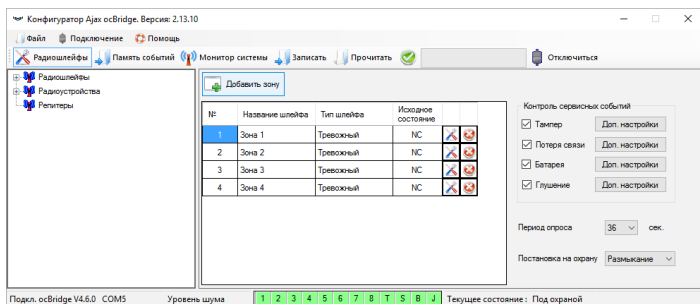 Конфигуратор Ajax ocBridge. Версия: 2.13.10
Файл Подключение Помощь
Радиошлейфы Память событий Монитор системы Записать Прочитать Отключиться
Радиошлейфы
Радиоустройства
Репитеры
Добавить зону
№ Название шлейфа Тип шлейфа Исходное состояние
1 Зона 1 Тревожный NC
2 Зона 2 Тревожный NC
3 Зона 3 Тревожный NC
4 Зона 4 Тревожный NC
Контроль сервисных событий
Тампер Доп. настройки
Потеря связи Доп. настройки
Батарея Доп. настройки
Глушение Доп. настройки
Период опроса 36 сек.
Постановка на охрану Размыкание
Подкл. ocBridge V4.6.0 COM5 Уровень шума 1 2 3 4 5 6 7 8 T S B J Текущее состояние : Под охраной